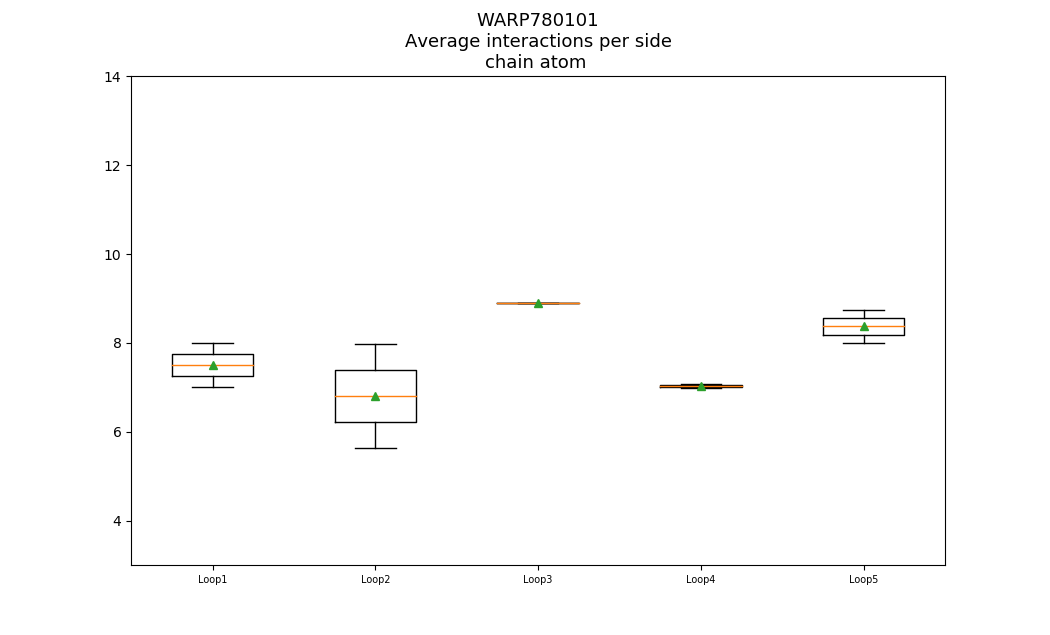 WARP780101
Average interactions per side
chain atom
14
12
10
8
6
4
Loop1
Loop2
Loop3
Loop4
Loop5